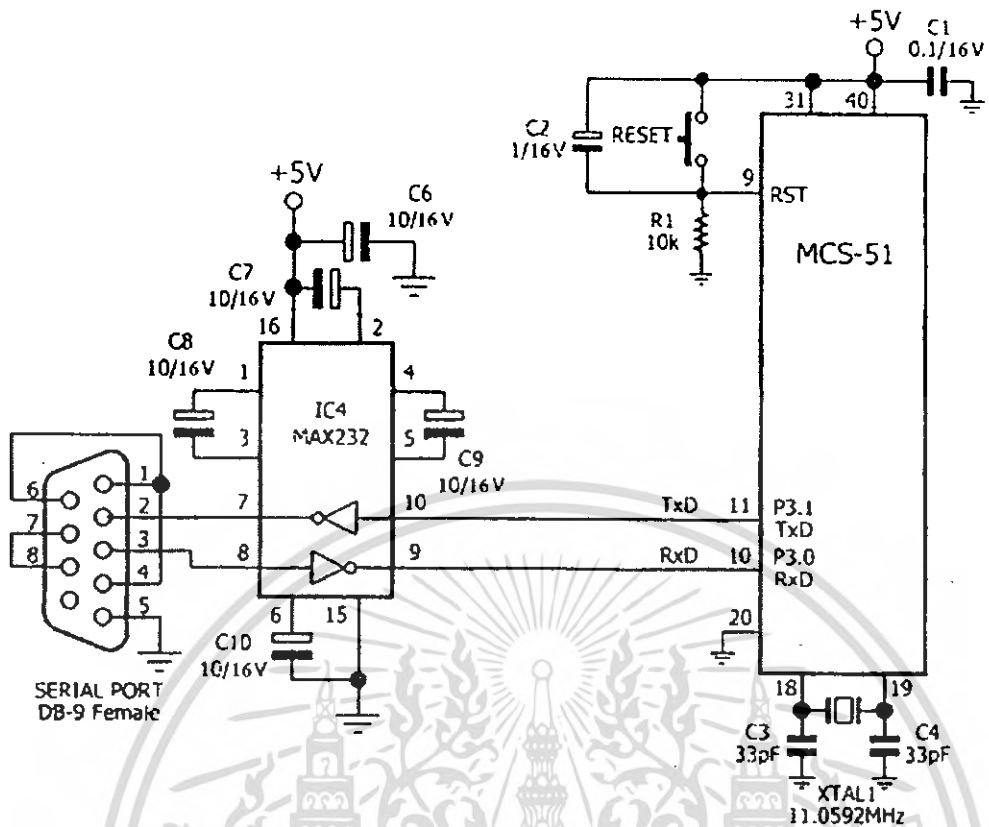 +5V
C1
0.1/16V
31
40
C2
1/16V
RESET
9
RST
R1
10k
MCS-51
+5V
C6
10/16V
C7
10/16V
16
2
C8
10/16V
1
4
IC4
MAX232
3
5
C9
10/16V
6
1
7
2
8
3
4
5
7
10
TxD
11
P3.1
TxD
8
9
RxD
10
P3.0
RxD
6
15
20
C10
10/16V
SERIAL PORT
DB-9 Female
18
19
C3
33pF
C4
33pF
XTAL1
11.0592MHz